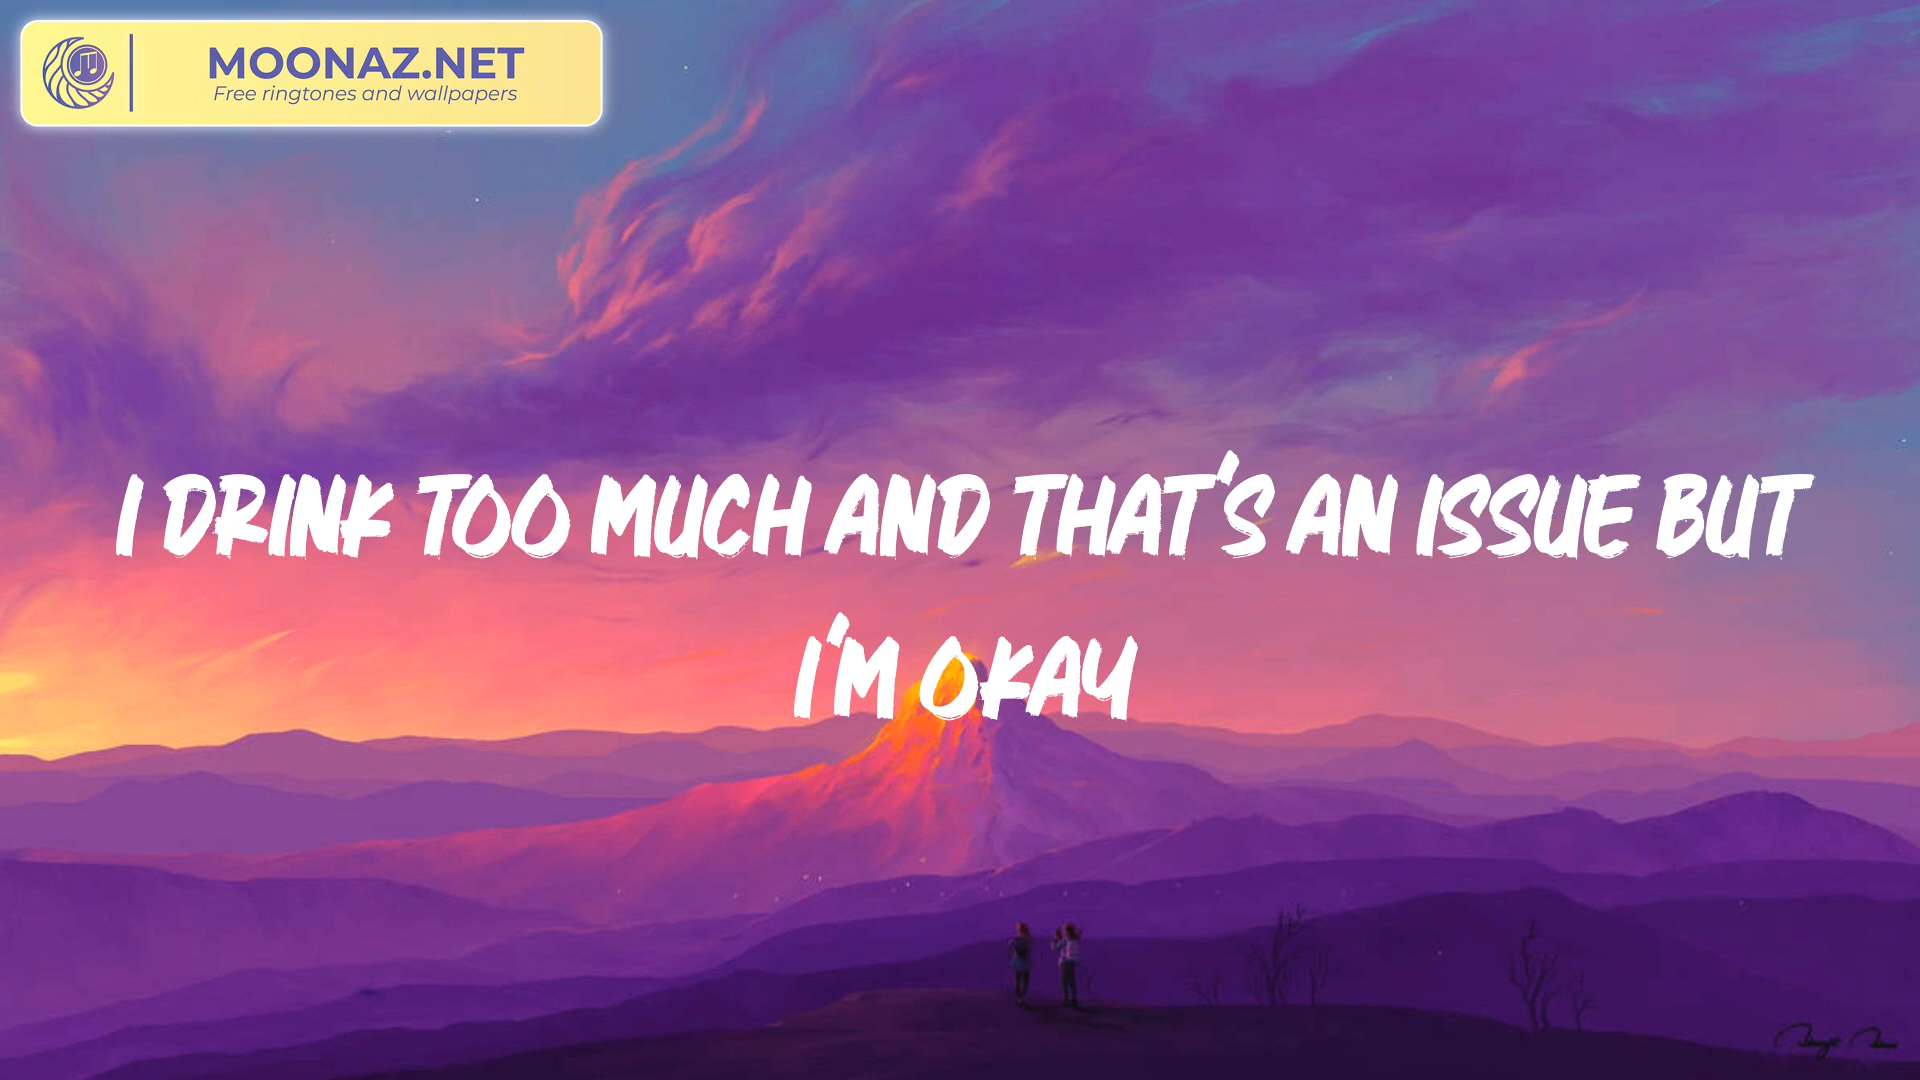 MOONAZ.NET
Free ringtones and wallpapers
I DRINK TOO MUCH AND THAT'S AN ISSUE BUT
I'M OKAY